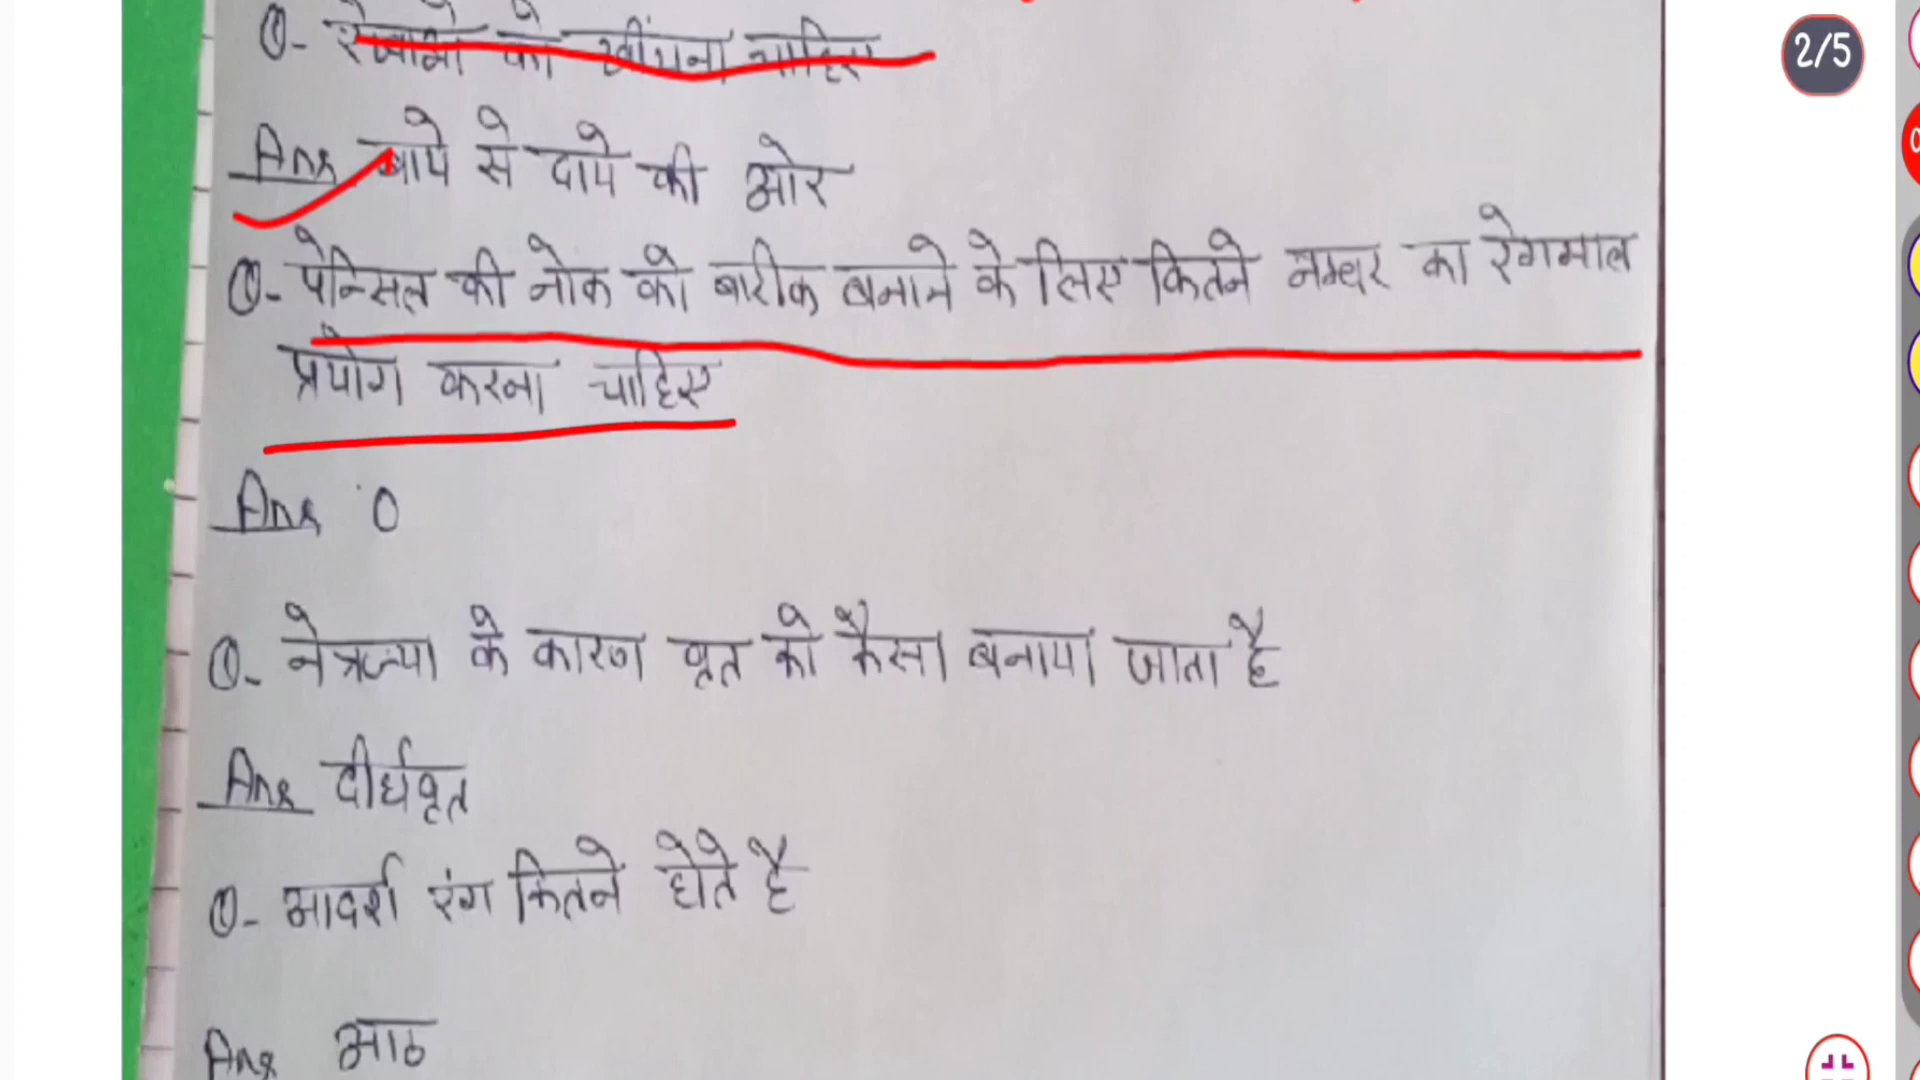 Q- रेखाओ को खींचना चाहिए
2/5
Ans बाये से दाये की ओर
Q- पेन्सिल की नोक को बारीक बनाने के लिए कितने नम्बर का रेगमाल
प्रयोग करना चाहिए
Ans 0
Q- नेत्रज्या के कारण वृत को कैसा बनाया जाता है
Ans दीर्घवृत
Q- आदर्श रंग कितने होते है
Ans आठ